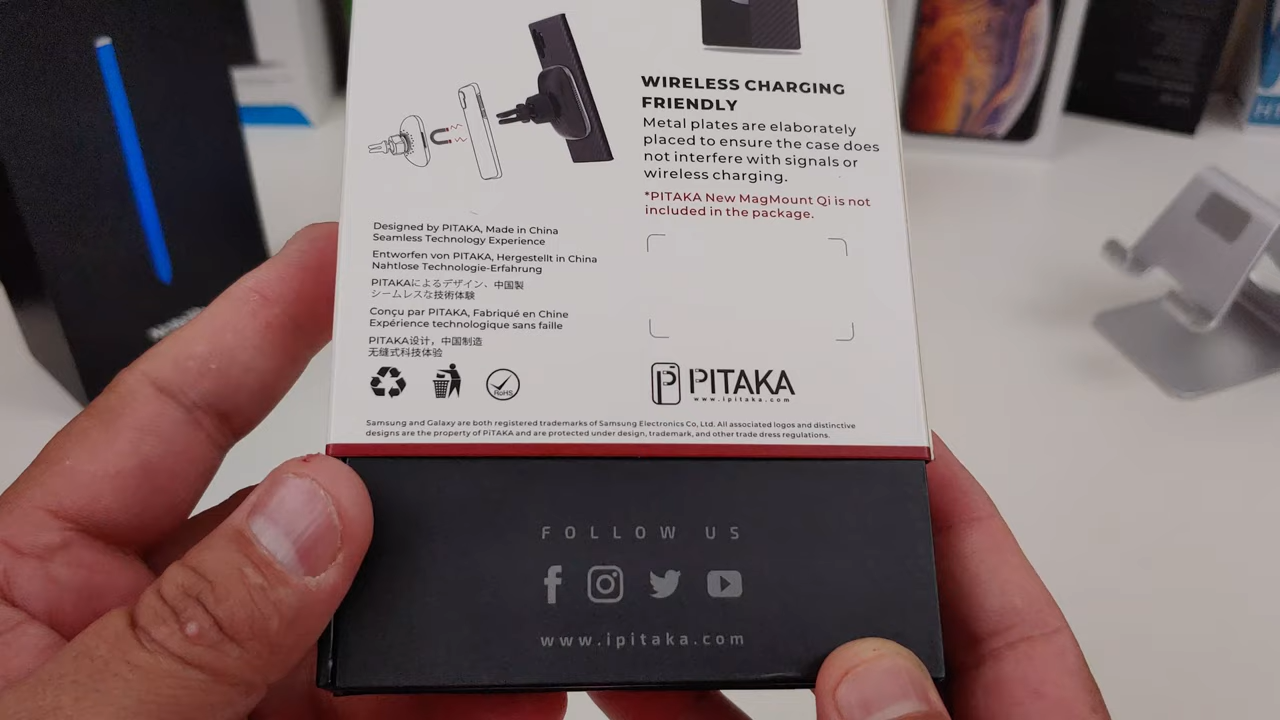 WIRELESS CHARGING
FRIENDLY
Metal plates are elaborately
placed to ensure the case does
not interfere with signals or
wireless charging.
*PITAKA New MagMount Qi is not
included in the package.
Designed by PITAKA, Made in China
Seamless Technology Experience
Entworfen von PITAKA, Hergestellt in China
Nahtlose Technologie-Erfahrung
PITAKAによるデザイン、中国製
シームレスな技術体験
Conçu par PITAKA, Fabriqué en Chine
Expérience technologique sans faille
PITAKA设计，中国制造
无缝式科技体验
RoHS
PITAKA
www.ipitaka.com
Samsung and Galaxy are both registered trademarks of Samsung Electronics Co, Ltd. All associated logos and distinctive
designs are the property of PiTAKA and are protected under design, trademark, and other trade dress regulations.
FOLLOW US
www.ipitaka.com